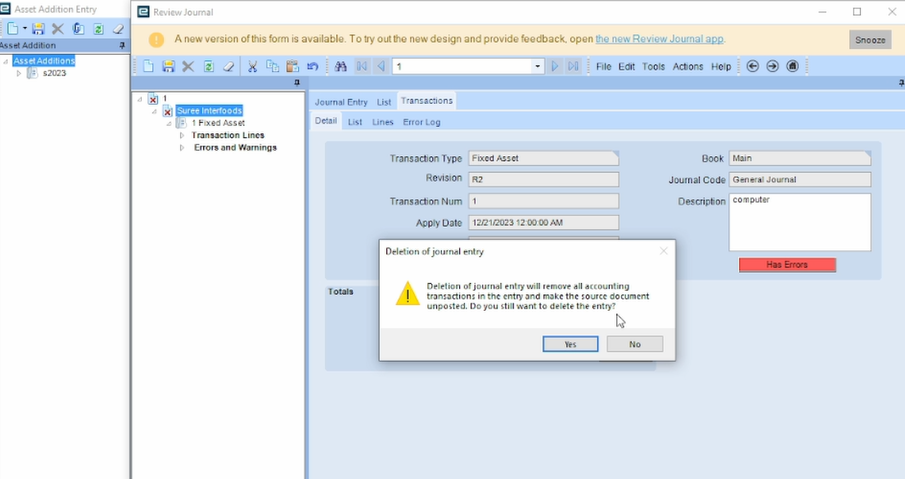 Asset Addition Entry
Asset Addition
Asset Additions
s2023
Review Journal
A new version of this form is available. To try out the new design and provide feedback, open the new Review Journal app.
Snooze
1
File Edit Tools Actions Help
1
Suree Interfoods
1 Fixed Asset
Transaction Lines
Errors and Warnings
Journal Entry List Transactions
Detail List Lines Error Log
Transaction Type Fixed Asset
Book Main
Revision R2
Journal Code General Journal
Transaction Num 1
Description computer
Apply Date 12/21/2023 12:00:00 AM
Has Errors
Totals
Deletion of journal entry
Deletion of journal entry will remove all accounting
transactions in the entry and make the source document
unposted. Do you still want to delete the entry?
Yes No